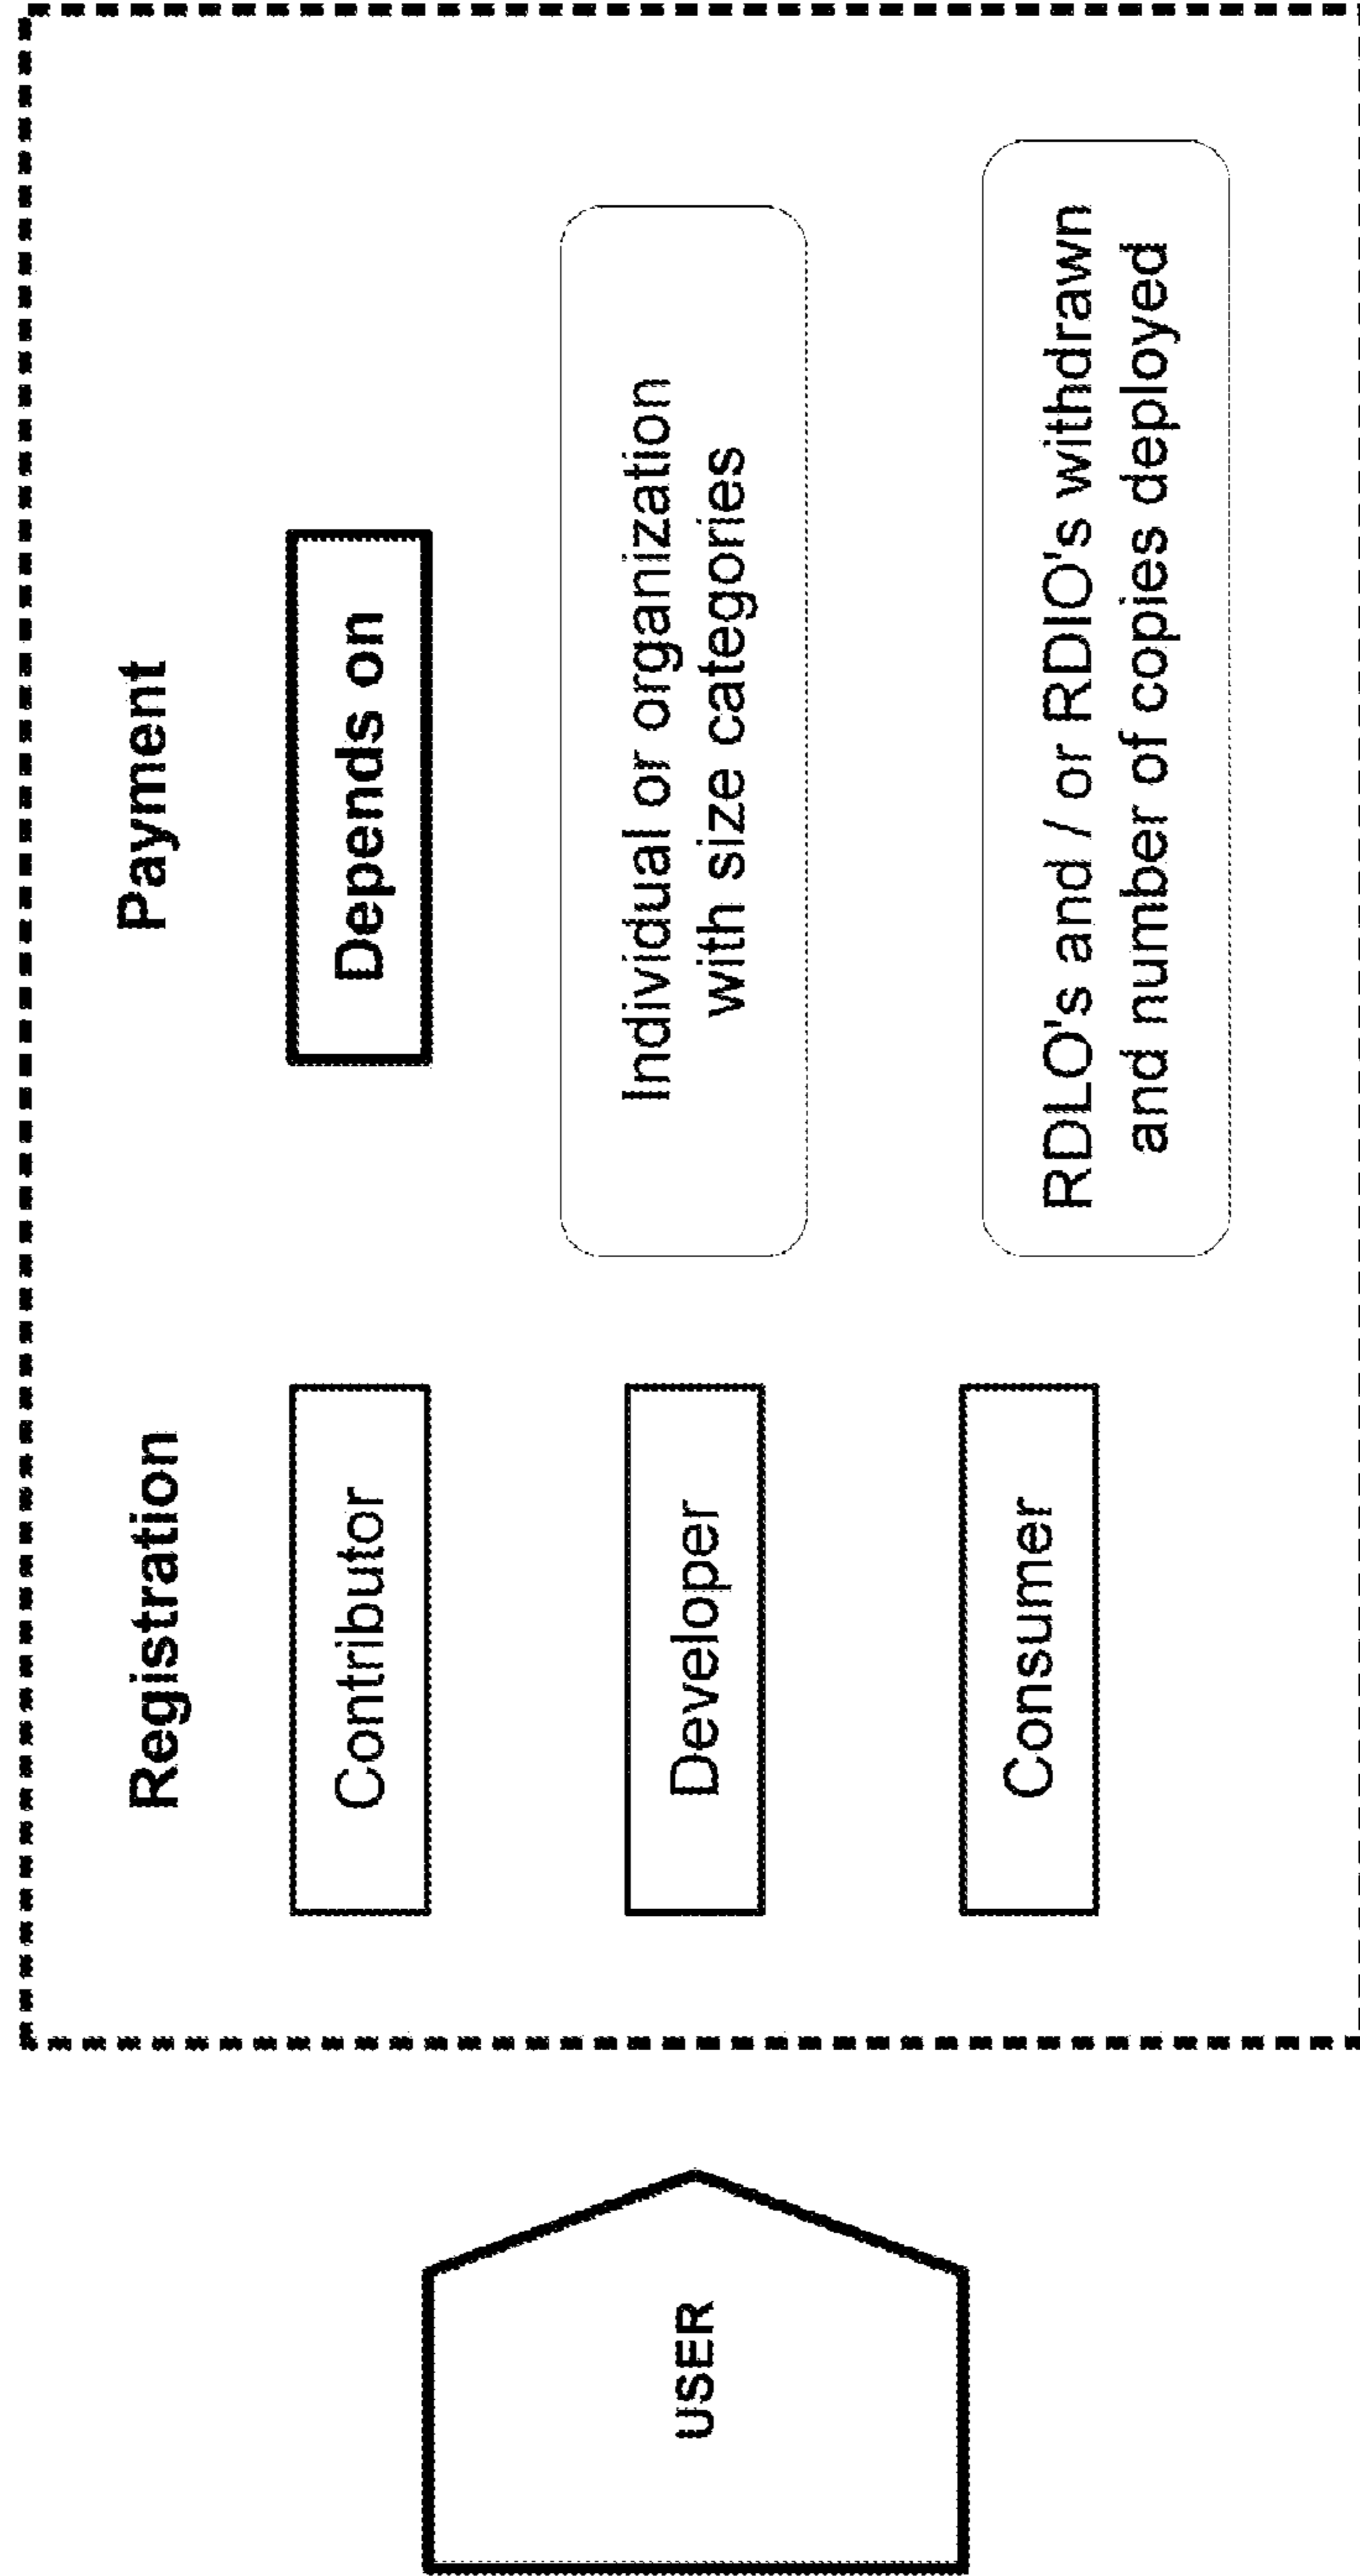 USER
Registration
Contributor
Developer
Consumer
Payment
Depends on
Individual or organization
with size categories
RDLO's and / or RDIO's withdrawn
and number of copies deployed